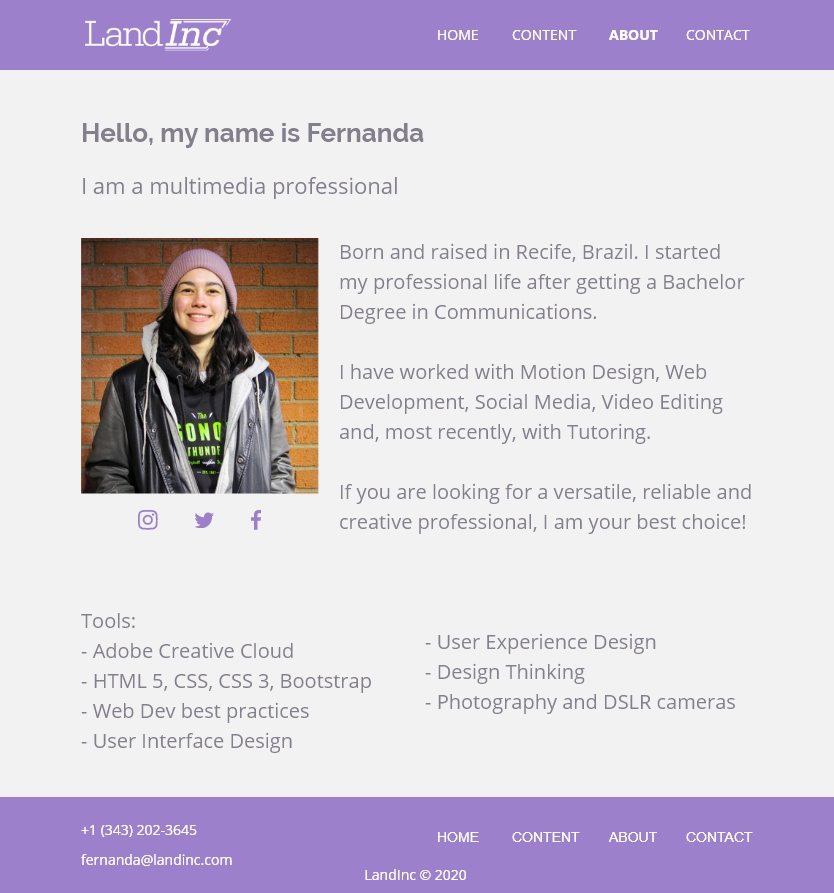 LandInc
HOME CONTENT ABOUT CONTACT
Hello, my name is Fernanda
I am a multimedia professional
Born and raised in Recife, Brazil. I started
my professional life after getting a Bachelor
Degree in Communications.
I have worked with Motion Design, Web
Development, Social Media, Video Editing
and, most recently, with Tutoring.
If you are looking for a versatile, reliable and
creative professional, I am your best choice!
The
THUNDE
Tools:
- Adobe Creative Cloud
- HTML 5, CSS, CSS 3, Bootstrap
- Web Dev best practices
- User Interface Design
- User Experience Design
- Design Thinking
- Photography and DSLR cameras
+1 (343) 202-3645
fernanda@landinc.com
HOME CONTENT ABOUT CONTACT
LandInc © 2020